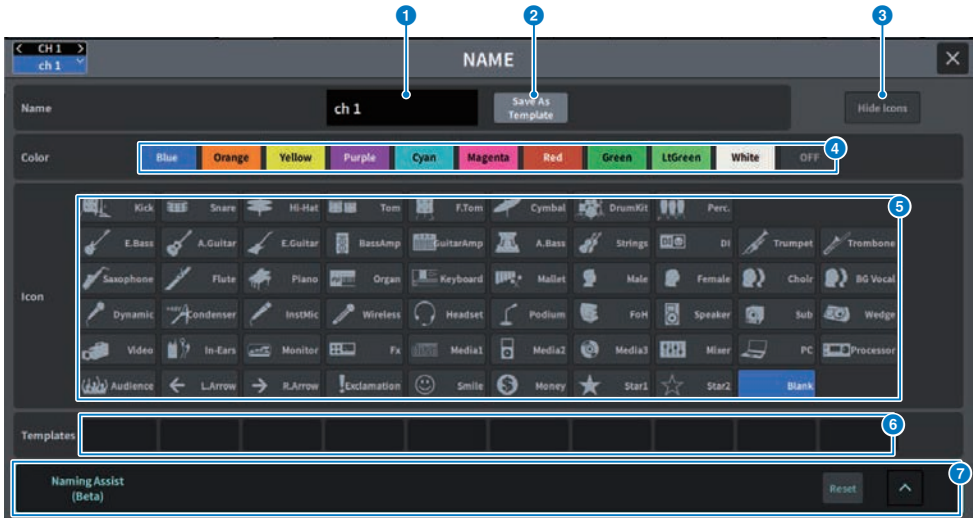 1 2 3
< CH 1 >
ch 1
NAME
Name ch 1 Save As
Template
Hide Icons
Color Blue Orange Yellow Purple Cyan Magenta Red Green LtGreen White OFF 4
Kick Snare Hi-Hat Tom F.Tom Cymbal DrumKit Perc. 5
E.Bass A.Guitar E.Guitar BassAmp GuitarAmp A.Bass Strings DI Trumpet Trombone
Saxophone Flute Piano Organ Keyboard Mallet Male Female Choir BG Vocal
Icon
Dynamic Condenser InstMic Wireless Headset Podium FoH Speaker Sub Wedge
Video In-Ears Monitor Fx Media1 Media2 Media3 Mixer PC Processor
Audience L.Arrow R.Arrow Exclamation Smile Money Star1 Star2 Blank
Templates 6
7
Naming Assist
(Beta)
Reset